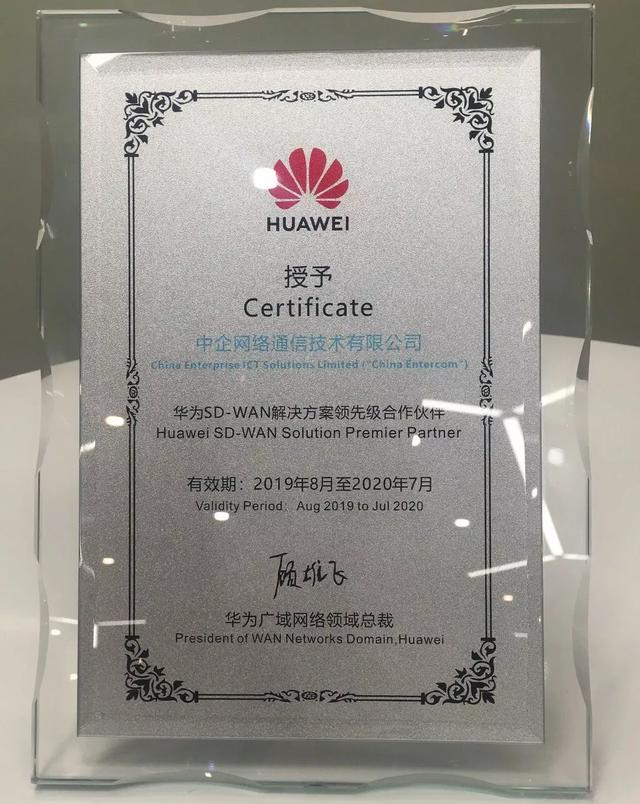 HUAWEI
授予
Certificate
中企网络通信技术有限公司
China Enterprise ICT Solutions Limited ("China Entercom")
华为SD-WAN解决方案领先级合作伙伴
Huawei SD-WAN Solution Premier Partner
有效期：2019年8月至2020年7月
Validity Period: Aug 2019 to Jul 2020
顾雄飞
华为广域网络领域总裁
President of WAN Networks Domain,Huawei